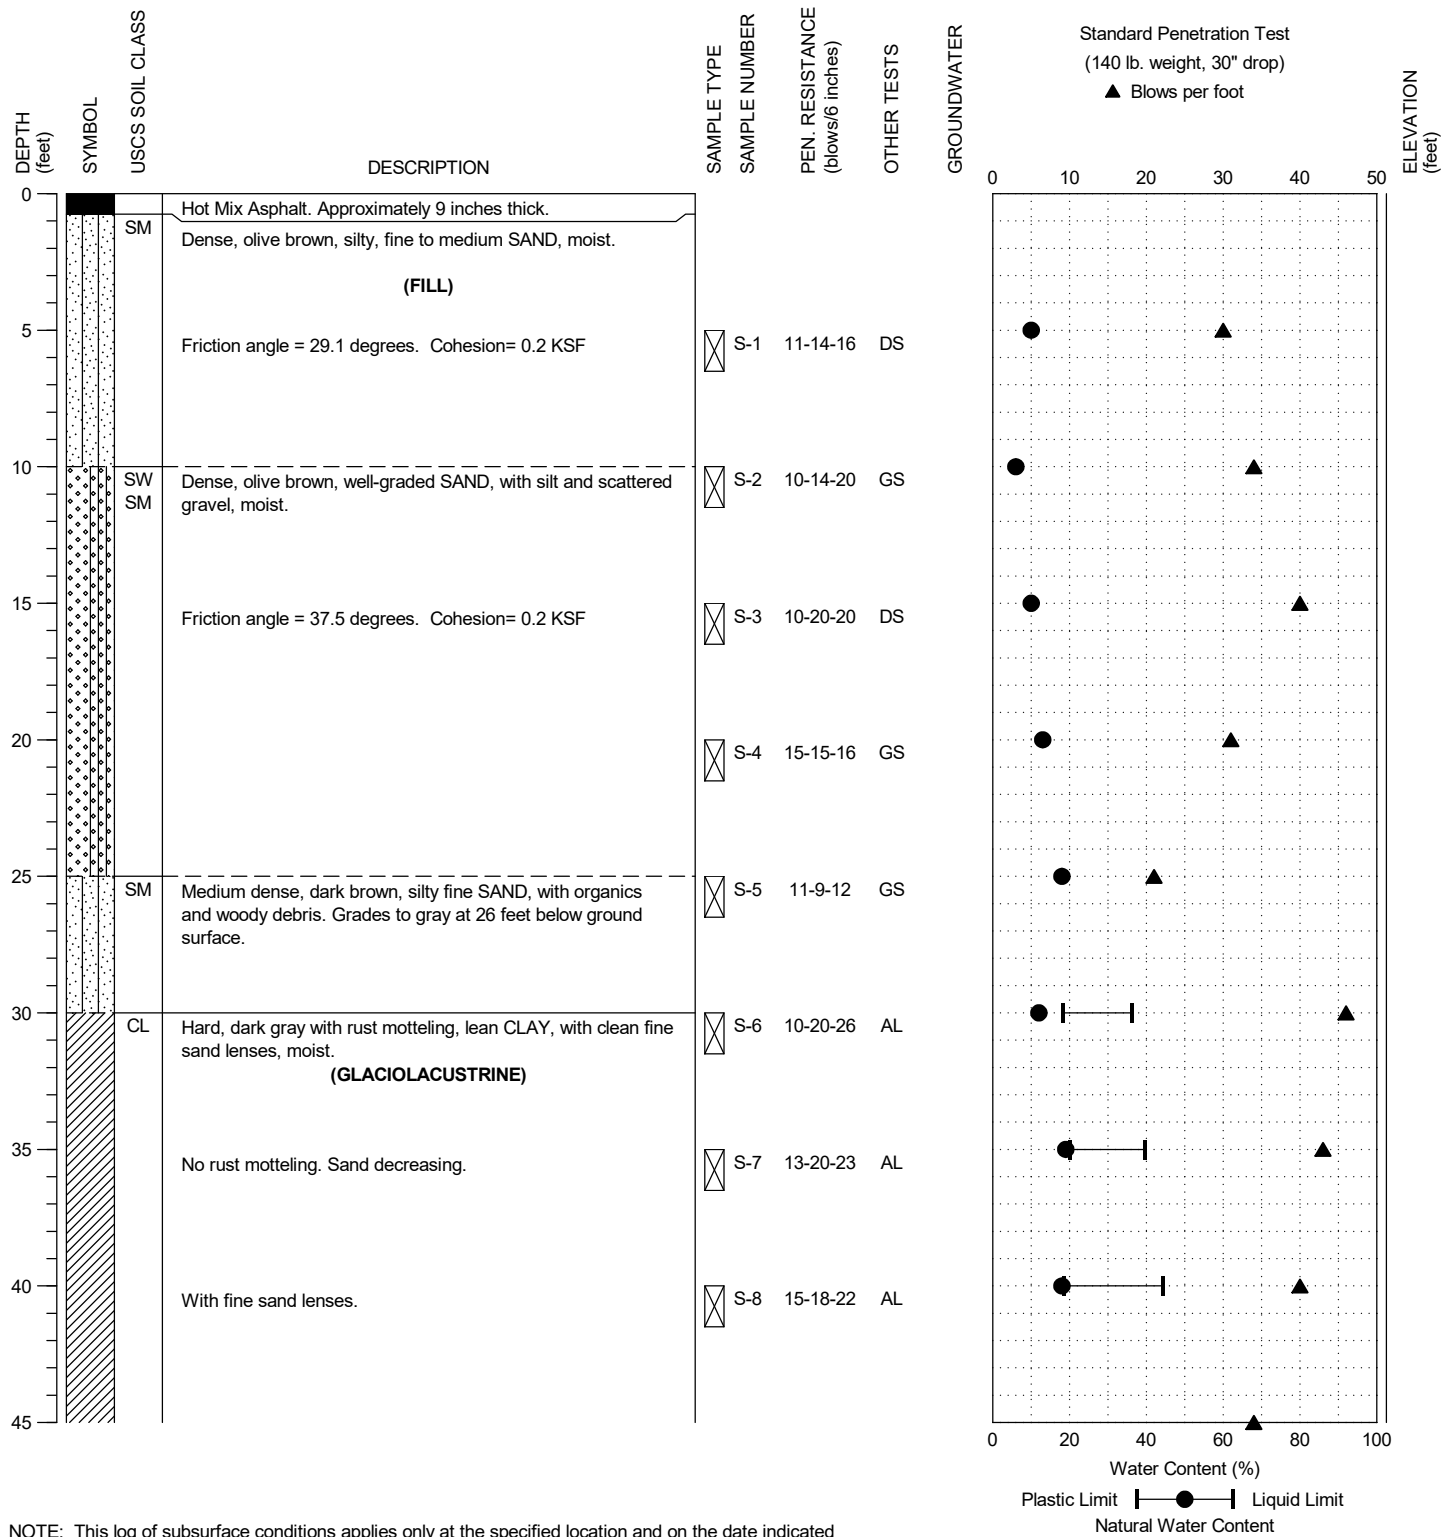 DEPTH
(feet)
SYMBOL
USCS SOIL CLASS
DESCRIPTION
SAMPLE TYPE
SAMPLE NUMBER
PEN. RESISTANCE
(blows/6 inches)
OTHER TESTS
GROUNDWATER
Standard Penetration Test
(140 lb. weight, 30" drop)
▲ Blows per foot
ELEVATION
(feet)
0 10 20 30 40 50
0
Hot Mix Asphalt. Approximately 9 inches thick.
SM
Dense, olive brown, silty, fine to medium SAND, moist.
(FILL)
5
Friction angle = 29.1 degrees. Cohesion= 0.2 KSF
S-1 11-14-16 DS
10
SW
SM
Dense, olive brown, well-graded SAND, with silt and scattered
gravel, moist.
S-2 10-14-20 GS
15
Friction angle = 37.5 degrees. Cohesion= 0.2 KSF
S-3 10-20-20 DS
20
S-4 15-15-16 GS
25
SM
Medium dense, dark brown, silty fine SAND, with organics
and woody debris. Grades to gray at 26 feet below ground
surface.
S-5 11-9-12 GS
30
CL
Hard, dark gray with rust motteling, lean CLAY, with clean fine
sand lenses, moist.
(GLACIOLACUSTRINE)
S-6 10-20-26 AL
35
No rust motteling. Sand decreasing.
S-7 13-20-23 AL
40
With fine sand lenses.
S-8 15-18-22 AL
45
0 20 40 60 80 100
Water Content (%)
Plastic Limit Liquid Limit
Natural Water Content
NOTE: This log of subsurface conditions applies only at the specified location and on the date indicated